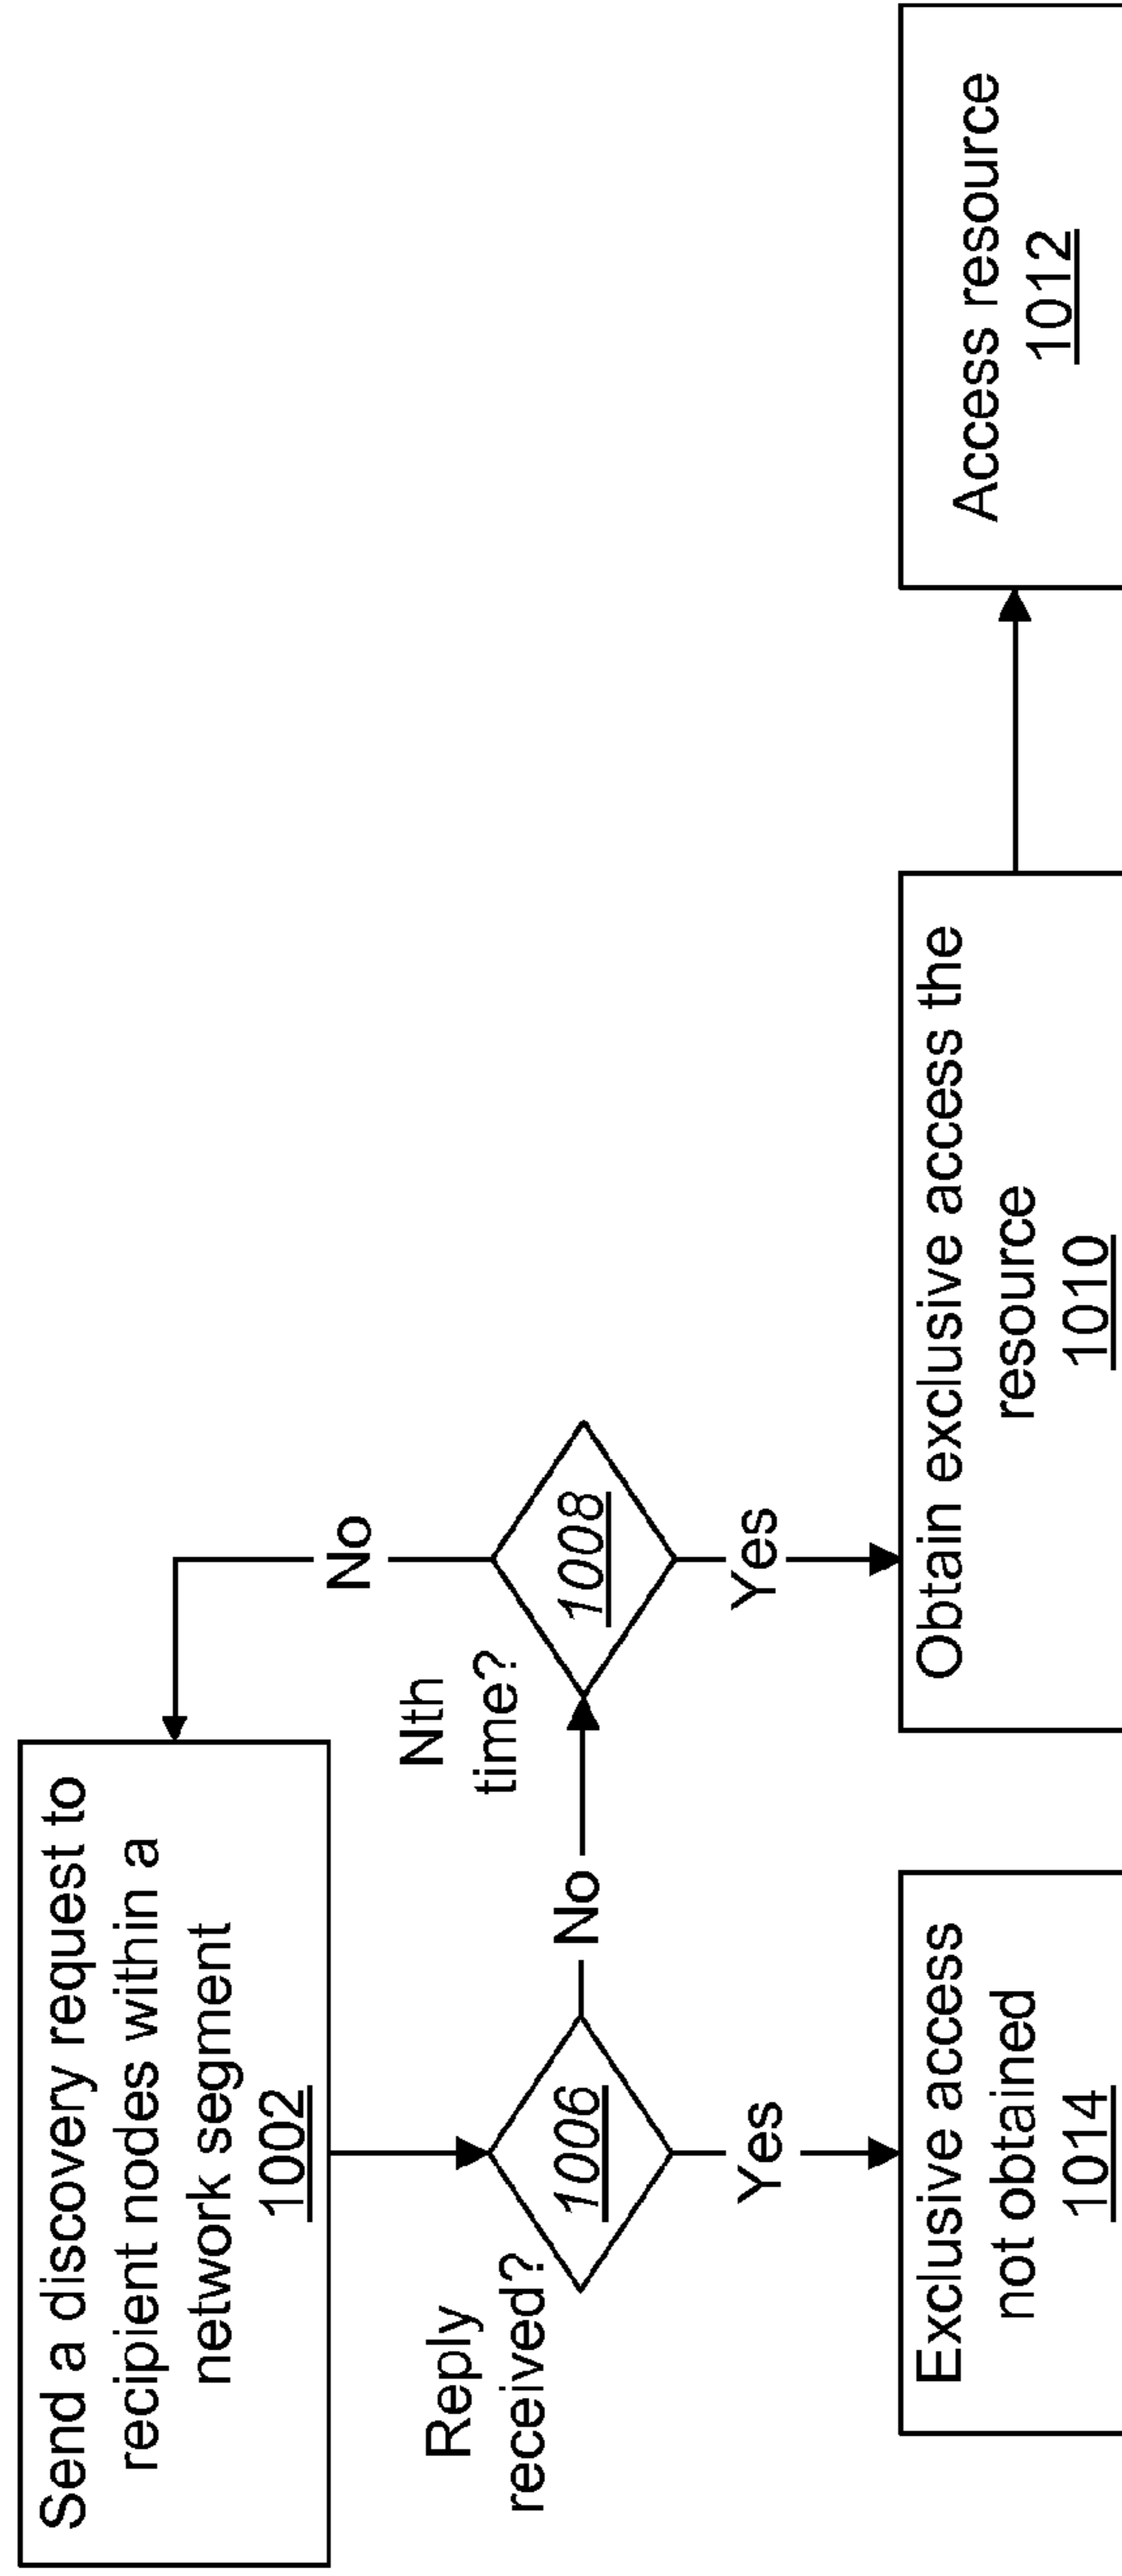 Send a discovery request to
recipient nodes within a
network segment
1002
Reply
received?
1006
No
Nth
time?
1008
No
Yes
Yes
Exclusive access
not obtained
1014
Obtain exclusive access the
resource
1010
Access resource
1012